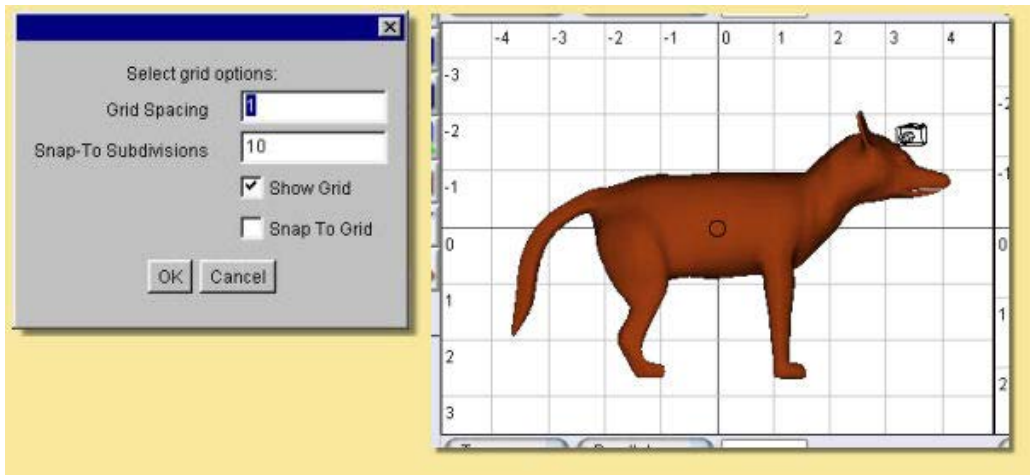 Select grid options:
Grid Spacing 1
Snap-To Subdivisions 10
Show Grid
Snap To Grid
OK Cancel
-4 -3 -2 -1 0 1 2 3 4
-3
-2
-1
0
1
2
3
-1
0
1
2